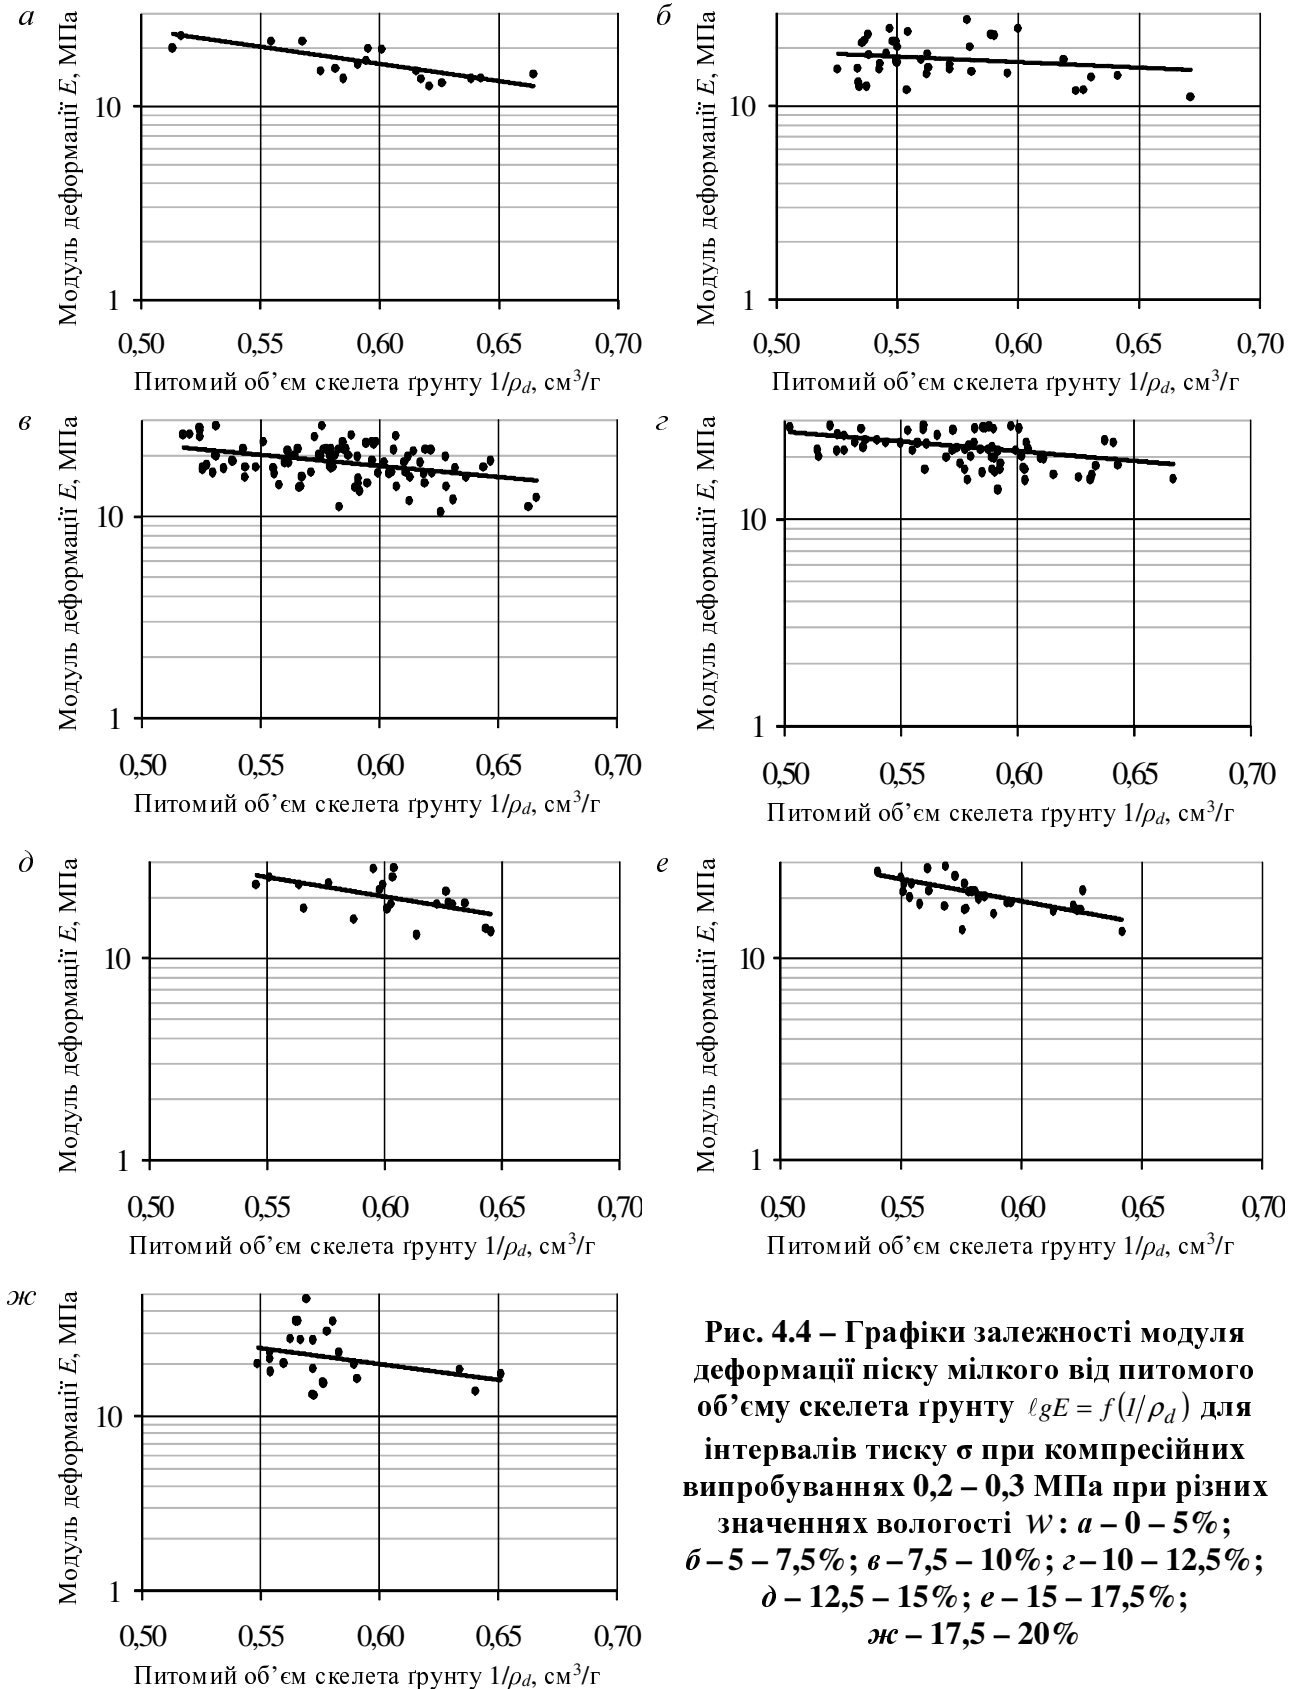 а
Модуль деформації E, МПа
10
1
0,50 0,55 0,60 0,65 0,70
Питомий об’єм скелета ґрунту 1/ρd, см³/г
б
Модуль деформації E, МПа
10
1
0,50 0,55 0,60 0,65 0,70
Питомий об’єм скелета ґрунту 1/ρd, см³/г
в
Модуль деформації E, МПа
10
1
0,50 0,55 0,60 0,65 0,70
Питомий об’єм скелета ґрунту 1/ρd, см³/г
г
Модуль деформації E, МПа
10
1
0,50 0,55 0,60 0,65 0,70
Питомий об’єм скелета ґрунту 1/ρd, см³/г
д
Модуль деформації E, МПа
10
1
0,50 0,55 0,60 0,65 0,70
Питомий об’єм скелета ґрунту 1/ρd, см³/г
е
Модуль деформації E, МПа
10
1
0,50 0,55 0,60 0,65 0,70
Питомий об’єм скелета ґрунту 1/ρd, см³/г
ж
Модуль деформації E, МПа
10
1
0,50 0,55 0,60 0,65 0,70
Питомий об’єм скелета ґрунту 1/ρd, см³/г
Рис. 4.4 – Графіки залежності модуля
деформації піску мілкого від питомого
об’єму скелета ґрунту ℓgE = f(1/ρd) для
інтервалів тиску σ при компресійних
випробуваннях 0,2 – 0,3 МПа при різних
значеннях вологості w: а – 0 – 5%;
б – 5 – 7,5%; в – 7,5 – 10%; г – 10 – 12,5%;
д – 12,5 – 15%; е – 15 – 17,5%;
ж – 17,5 – 20%